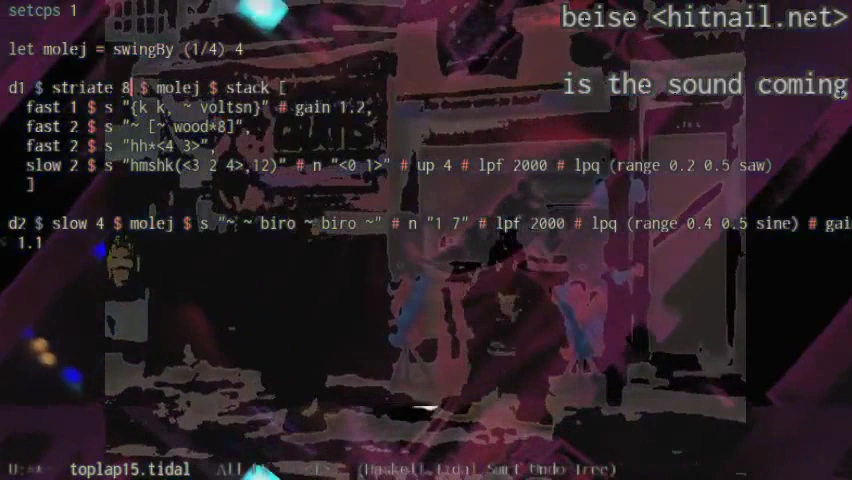 setcps 1
beise <hitnail.net>
let molej = swingBy (1/4) 4
is the sound coming
d1 $ striate 8 $ molej $ stack [
fast 1 $ s "{k k, ~ voltsn}" # gain 1.2,
fast 2 $ s "~ [~ wood*8]",
fast 2 $ s "hh*<4 3>",
slow 2 $ s "hmshk(<3 2 4>,12)" # n "<0 1>" # up 4 # lpf 2000 # lpq (range 0.2 0.5 saw)
]
d2 $ slow 4 $ molej $ s "~ ~ biro ~ biro ~" # n "1 7" # lpf 2000 # lpq (range 0.4 0.5 sine) # gai
1.1
toplap15.tidal All (Haskell Tidal Undo Tree)